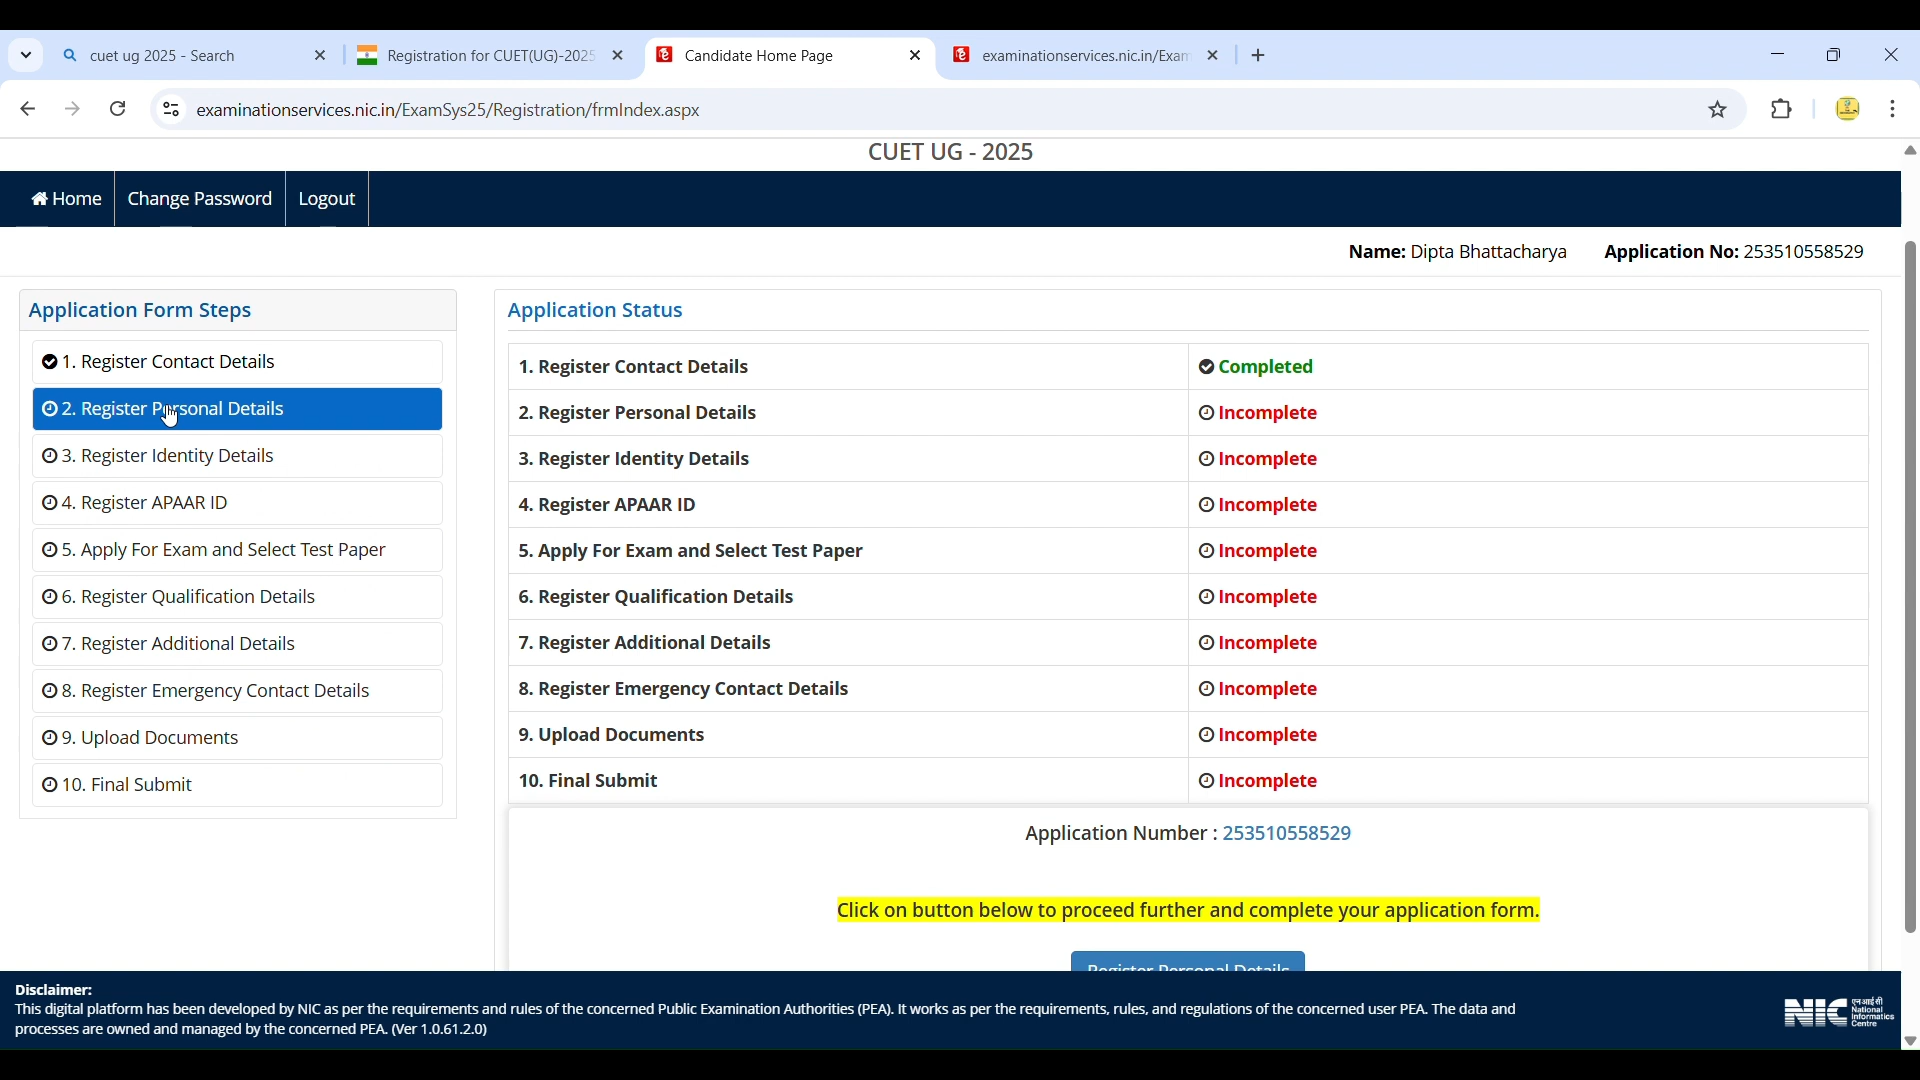 cuet ug 2025 - Search
Registration for CUET(UG)-2025
Candidate Home Page
examinationservices.nic.in/Exam
examinationservices.nic.in/ExamSys25/Registration/frmIndex.aspx
CUET UG - 2025
Home
Change Password
Logout
Name: Dipta Bhattacharya
Application No: 253510558529
Application Form Steps
1. Register Contact Details
2. Register Personal Details
3. Register Identity Details
4. Register APAAR ID
5. Apply For Exam and Select Test Paper
6. Register Qualification Details
7. Register Additional Details
8. Register Emergency Contact Details
9. Upload Documents
10. Final Submit
Application Status
1. Register Contact Details Completed
2. Register Personal Details Incomplete
3. Register Identity Details Incomplete
4. Register APAAR ID Incomplete
5. Apply For Exam and Select Test Paper Incomplete
6. Register Qualification Details Incomplete
7. Register Additional Details Incomplete
8. Register Emergency Contact Details Incomplete
9. Upload Documents Incomplete
10. Final Submit Incomplete
Application Number : 253510558529
Click on button below to proceed further and complete your application form.
Register Personal Details
Disclaimer:
This digital platform has been developed by NIC as per the requirements and rules of the concerned Public Examination Authorities (PEA). It works as per the requirements, rules, and regulations of the concerned user PEA. The data and
processes are owned and managed by the concerned PEA. (Ver 1.0.61.2.0)
NIC
एनआईसी
National
Informatics
Centre